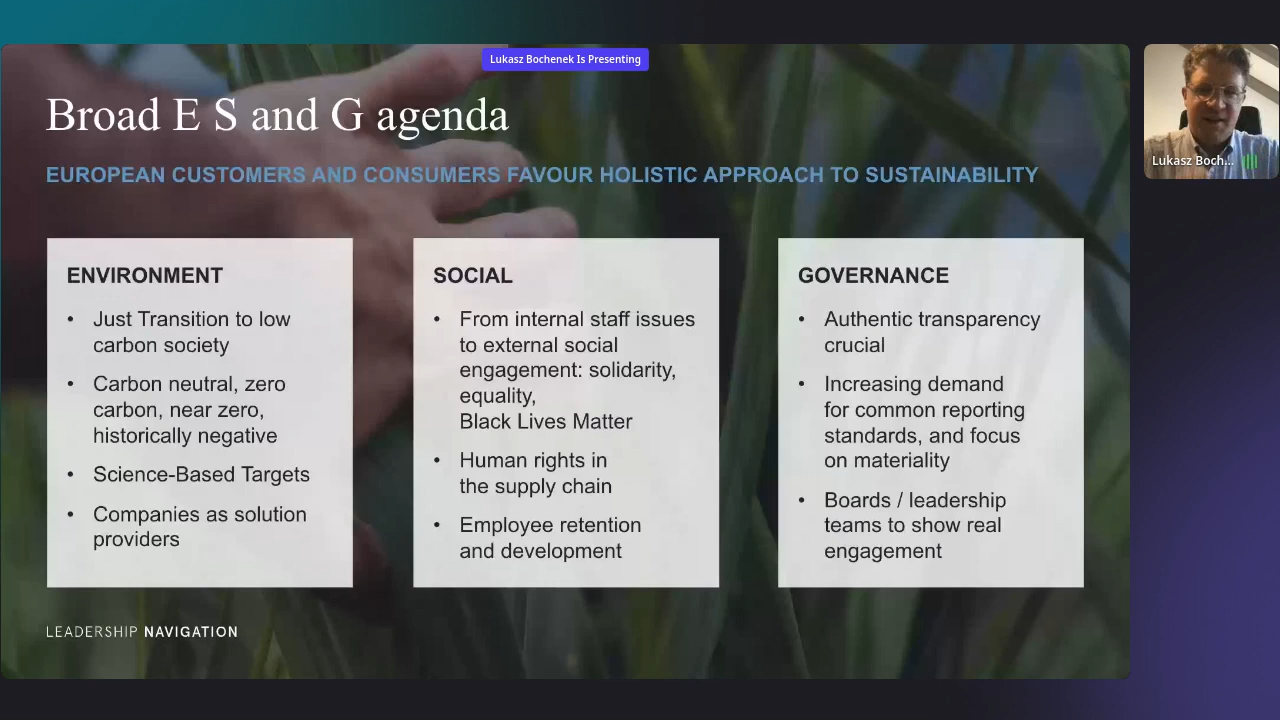 Lukasz Bochenek Is Presenting
Broad E S and G agenda
EUROPEAN CUSTOMERS AND CONSUMERS FAVOUR HOLISTIC APPROACH TO SUSTAINABILITY
ENVIRONMENT
• Just Transition to low
carbon society
• Carbon neutral, zero
carbon, near zero,
historically negative
• Science-Based Targets
• Companies as solution
providers
SOCIAL
• From internal staff issues
to external social
engagement: solidarity,
equality,
Black Lives Matter
• Human rights in
the supply chain
• Employee retention
and development
GOVERNANCE
• Authentic transparency
crucial
• Increasing demand
for common reporting
standards, and focus
on materiality
• Boards / leadership
teams to show real
engagement
LEADERSHIP NAVIGATION
Lukasz Boch...